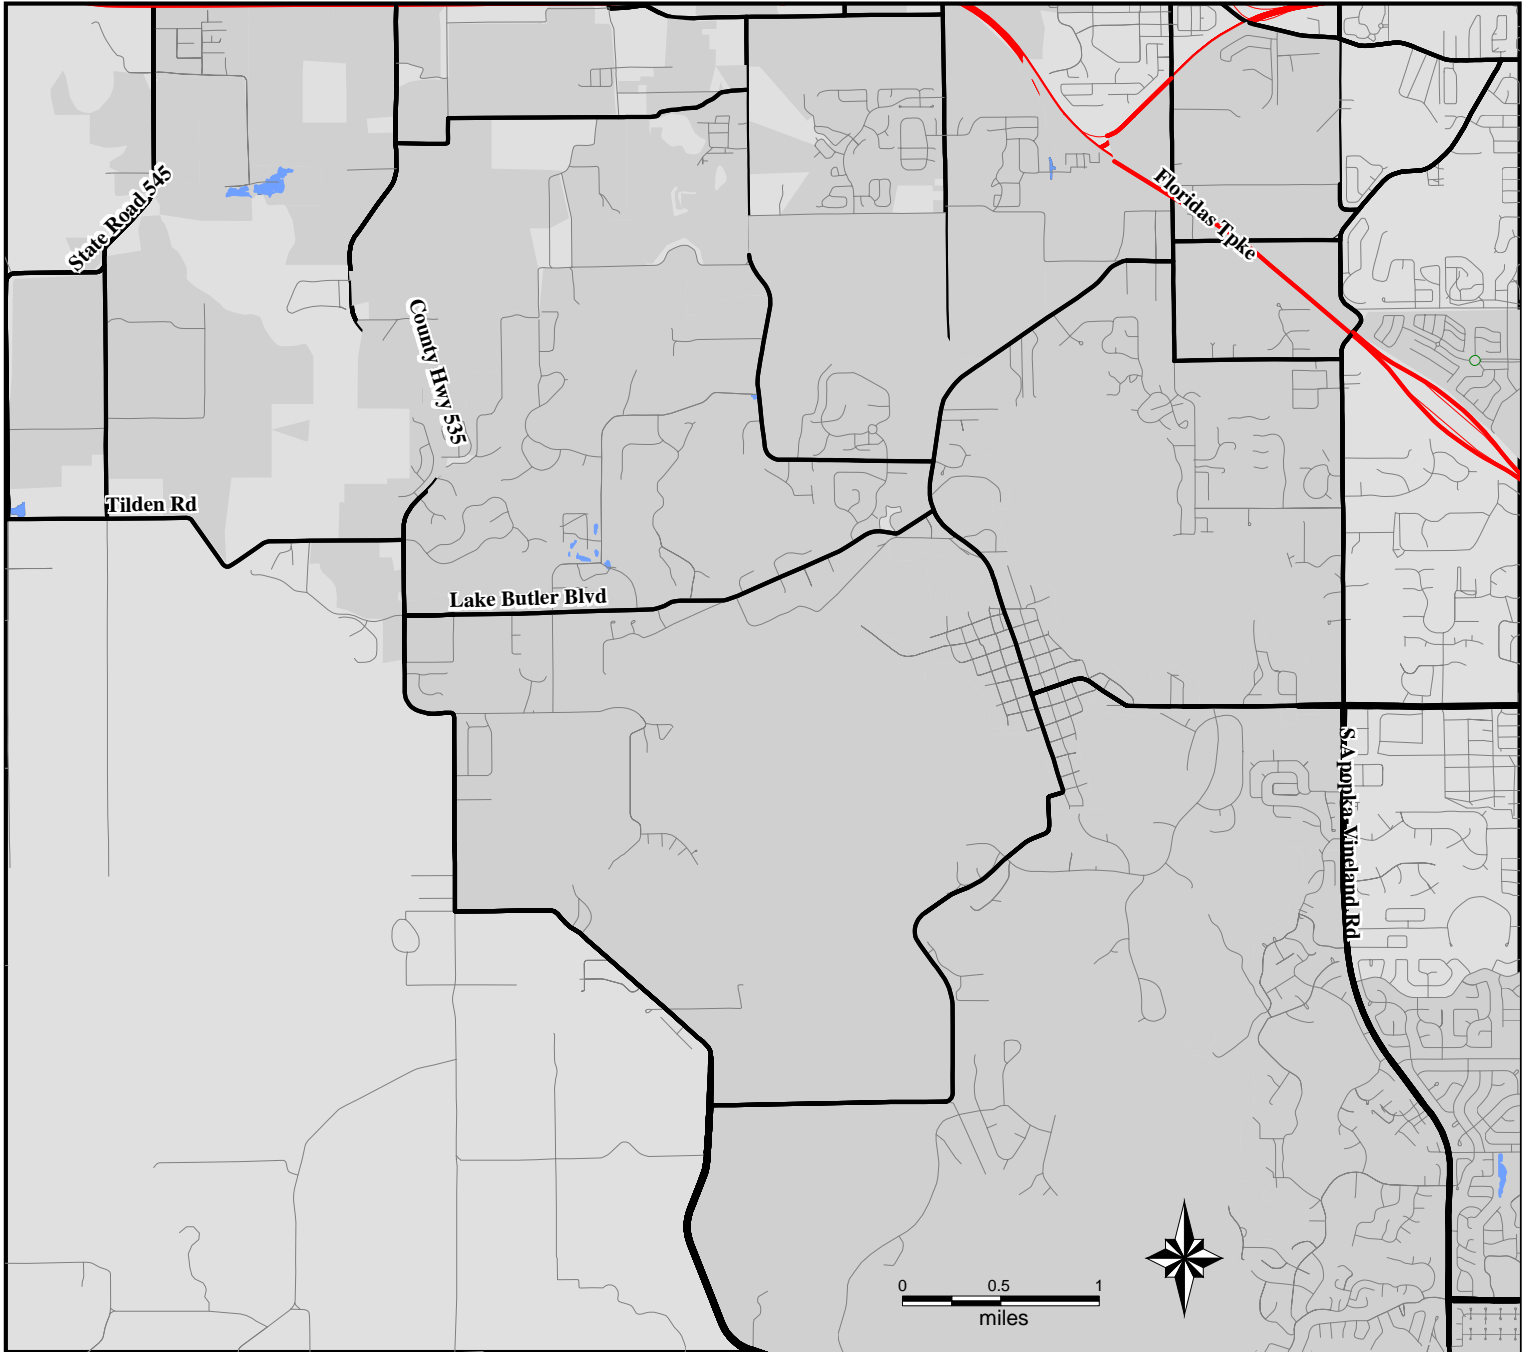 Floridas Tpke
State Road 545
County Hwy 535
Tilden Rd
Lake Butler Blvd
S Apopka-Vineland Rd
0 0.5 1
miles